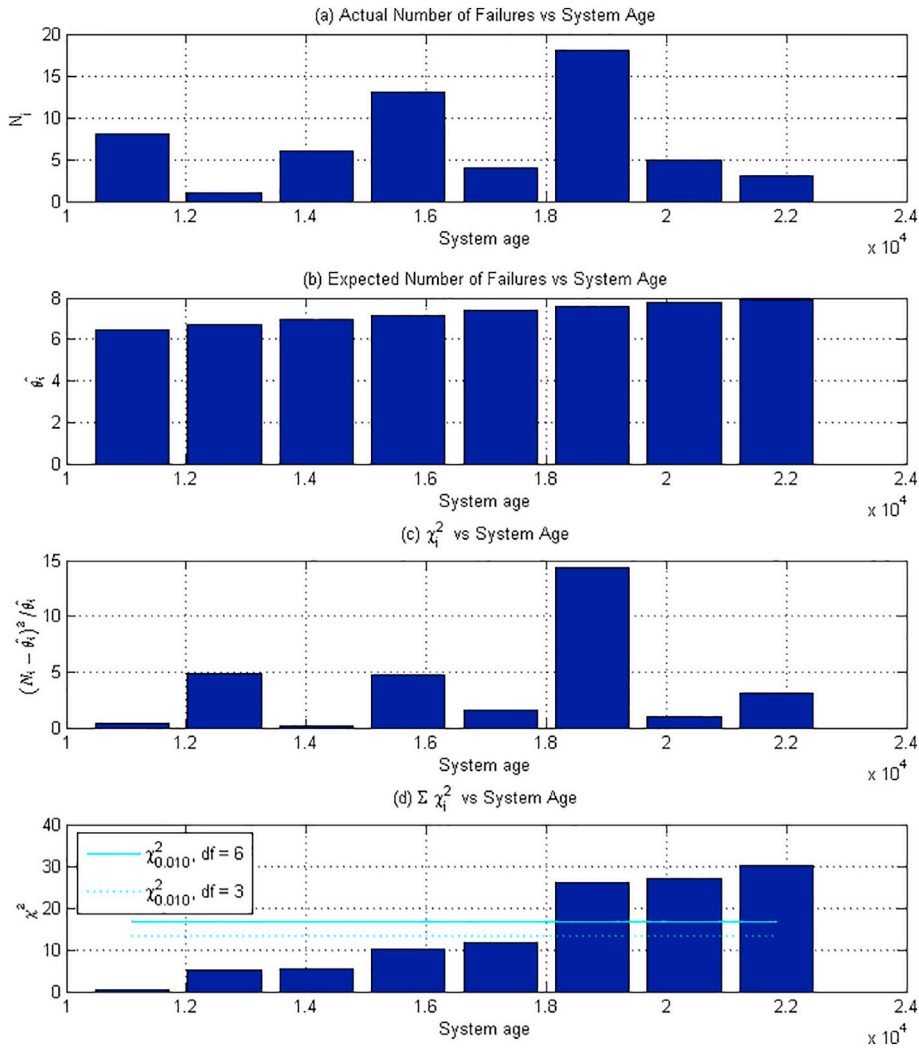 (a) Actual Number of Failures vs System Age
20
15
10
5
0
N_i
1 1.2 1.4 1.6 1.8 2 2.2 2.4
System age
x 10^4
(b) Expected Number of Failures vs System Age
8
6
4
2
0
θ̂_i
1 1.2 1.4 1.6 1.8 2 2.2 2.4
System age
x 10^4
(c) χ_i^2 vs System Age
15
10
5
0
(N_i − θ̂_i)^2/θ̂_i
1 1.2 1.4 1.6 1.8 2 2.2 2.4
System age
x 10^4
(d) Σ χ_i^2 vs System Age
40
30
20
10
0
χ^2
χ^2_0.010, df = 6
χ^2_0.010, df = 3
1 1.2 1.4 1.6 1.8 2 2.2 2.4
System age
x 10^4